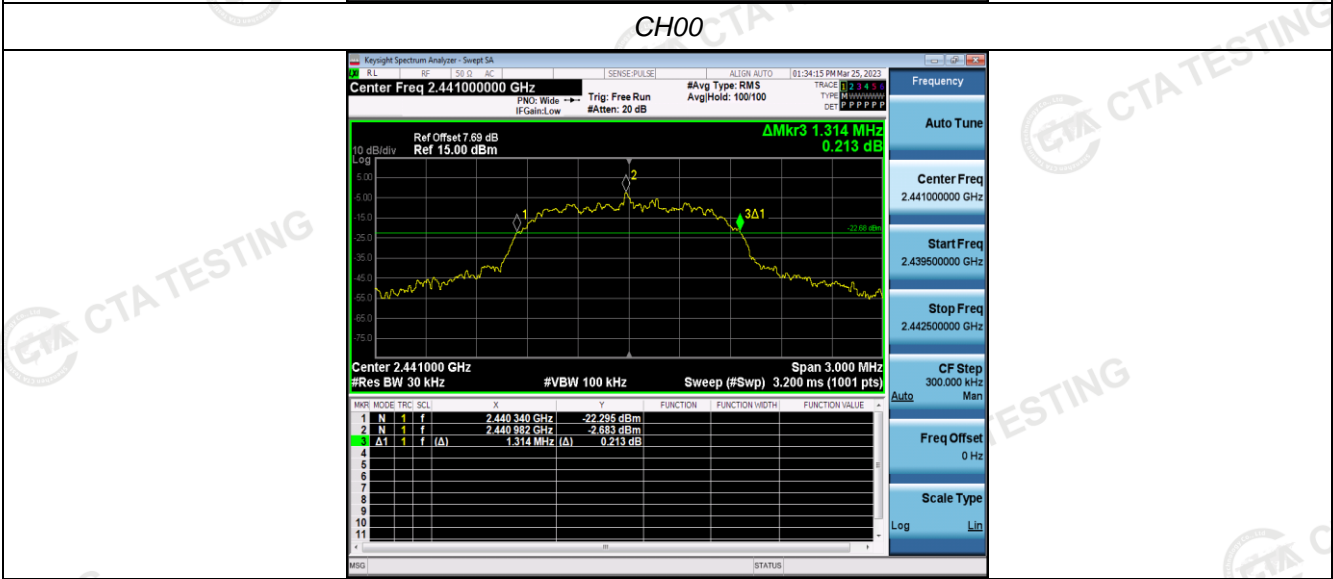 CH00
CTA TESTING
CTA TESTING
CTA TESTING
Keysight Spectrum Analyzer - Swept SA
RL RF 50 Ω AC SENSE:PULSE ALIGN AUTO 01:34:15 PM Mar 25, 2023
Center Freq 2.441000000 GHz
PNO: Wide
IFGain:Low
Trig: Free Run
#Atten: 20 dB
#Avg Type: RMS
Avg|Hold: 100/100
TRACE 1 2 3 4 5 6
TYPE M W W W W W
DET P P P P P P
Ref Offset 7.69 dB
10 dB/div Ref 15.00 dBm
Log
ΔMkr3 1.314 MHz
0.213 dB
5.00
-5.00
-15.0
-25.0
-35.0
-45.0
-55.0
-65.0
-75.0
1
2
3Δ1
-22.68 dBm
Center 2.441000 GHz Span 3.000 MHz
#Res BW 30 kHz #VBW 100 kHz Sweep (#Swp) 3.200 ms (1001 pts)
MKR MODE TRC SCL X Y FUNCTION FUNCTION WIDTH FUNCTION VALUE
1 N 1 f 2.440 340 GHz -22.295 dBm
2 N 1 f 2.440 982 GHz -2.683 dBm
3 Δ1 1 f (Δ) 1.314 MHz (Δ) 0.213 dB
4
5
6
7
8
9
10
11
MSG STATUS
Frequency
Auto Tune
Center Freq
2.441000000 GHz
Start Freq
2.439500000 GHz
Stop Freq
2.442500000 GHz
CF Step
300.000 kHz
Auto Man
Freq Offset
0 Hz
Scale Type
Log Lin
ESTING